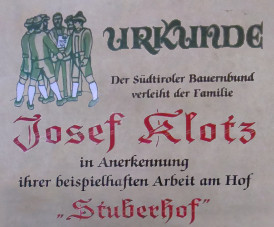 URKUNDE
Der Südtiroler Bauernbund
verleiht der Familie
Josef Klotz
in Anerkennung
ihrer beispielhaften Arbeit am Hof
„Stuberhof"